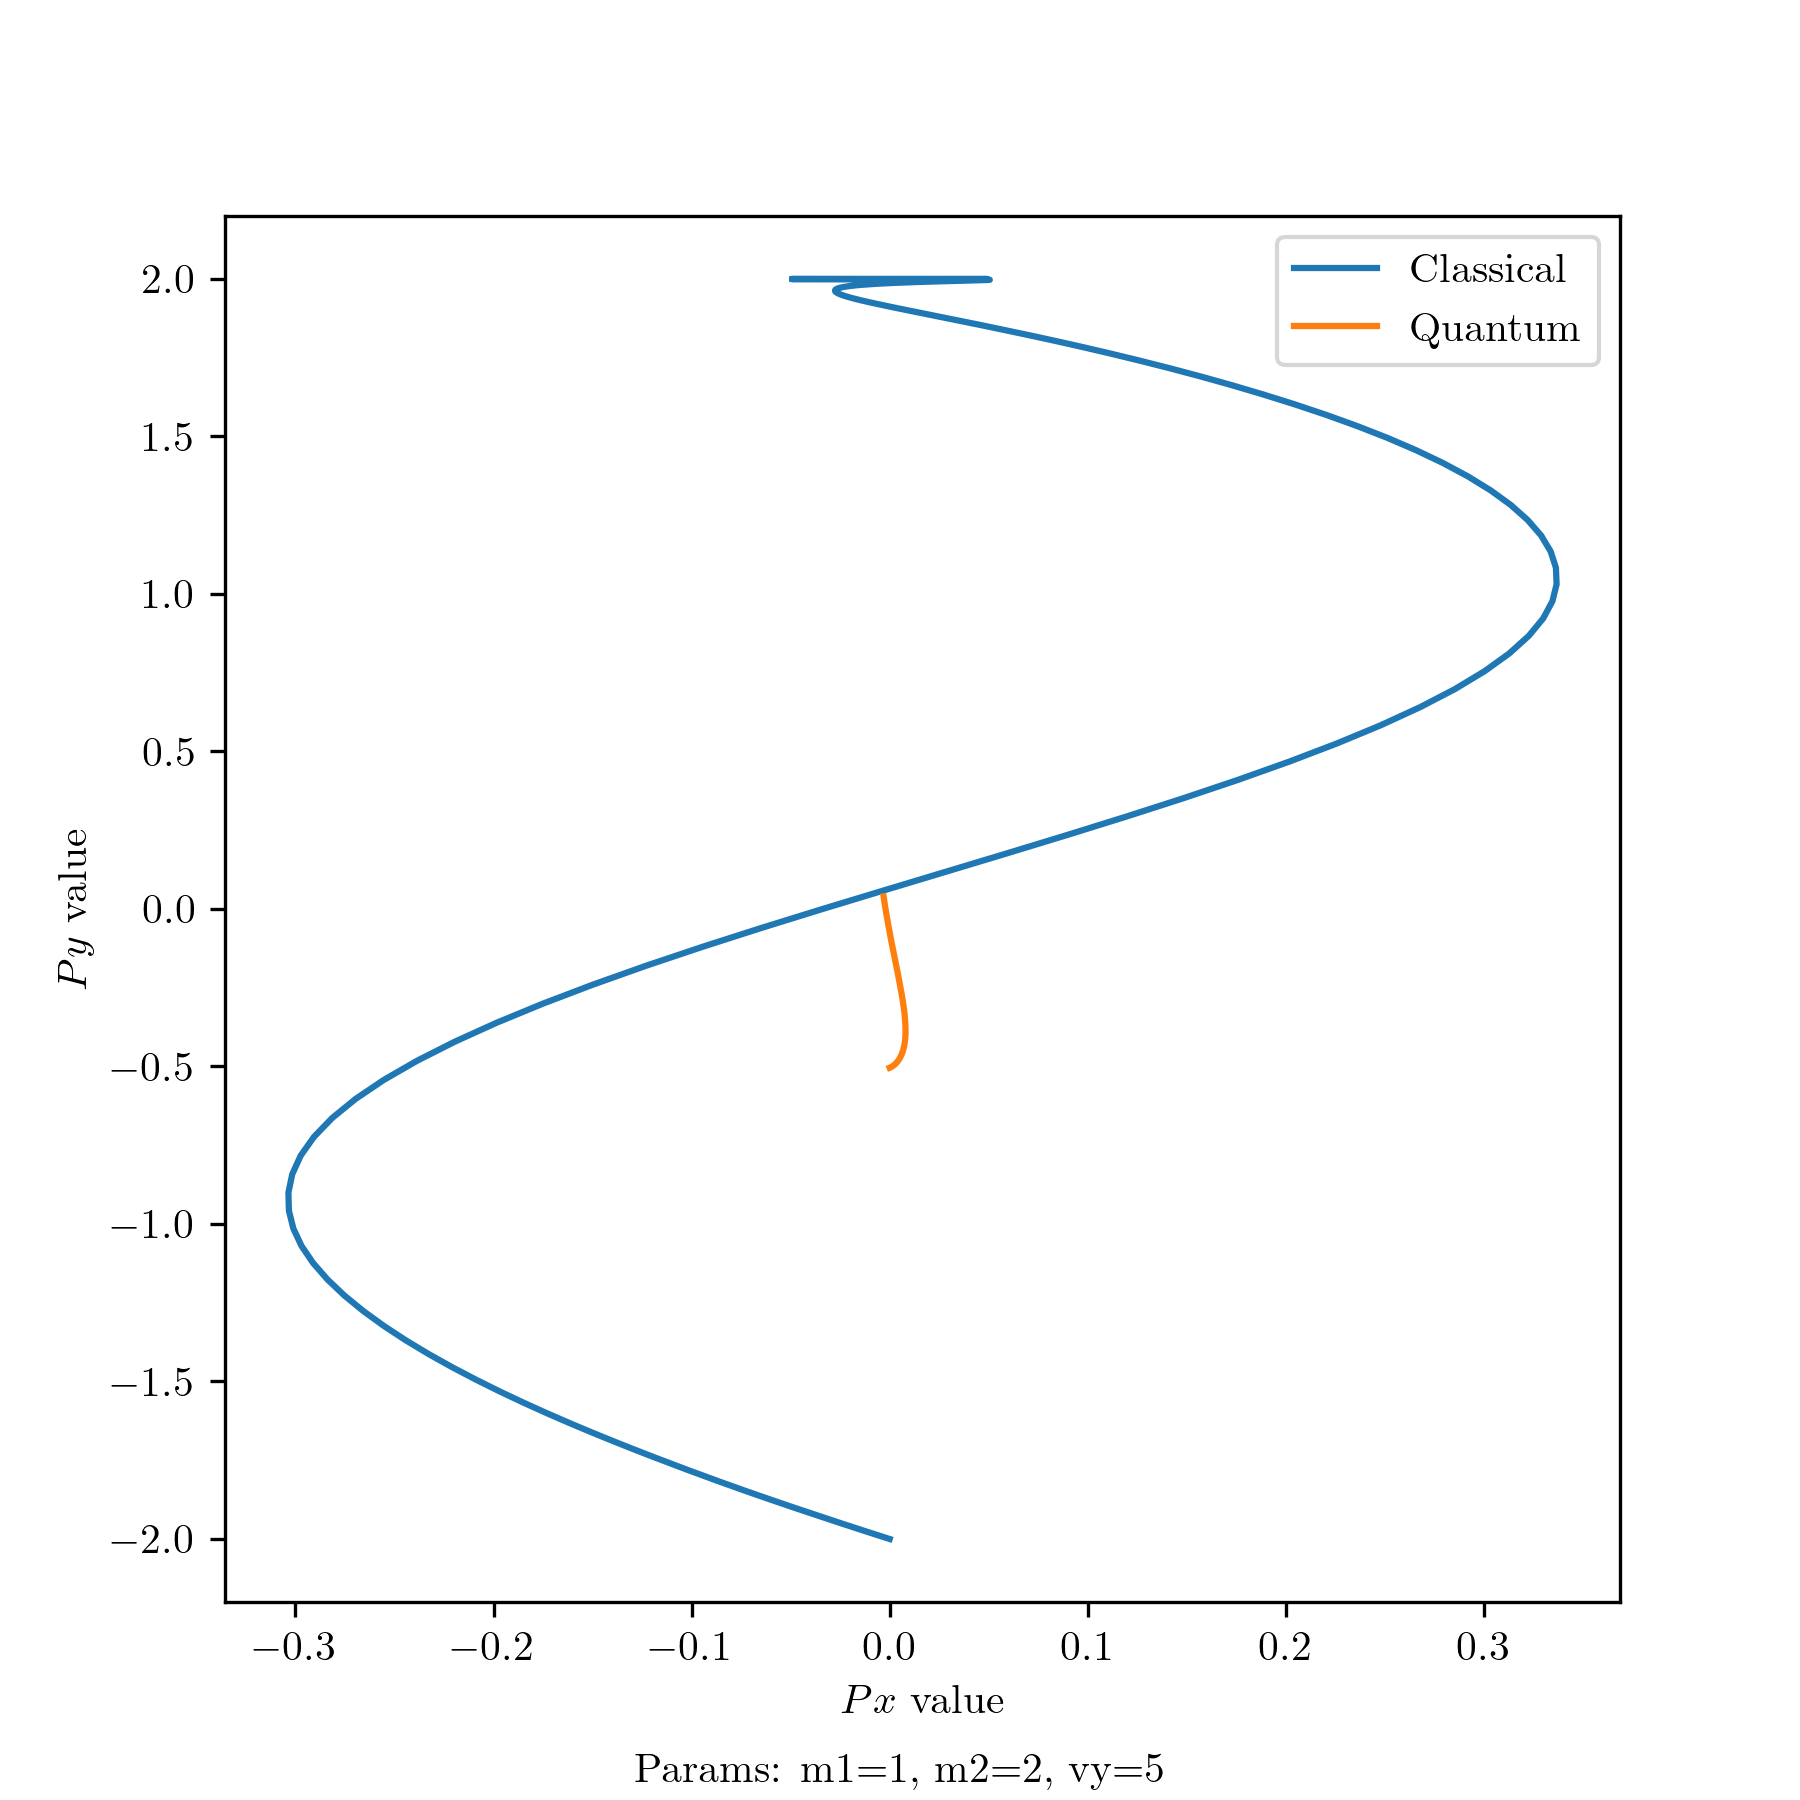 Classical
Quantum
2.0
1.5
1.0
0.5
0.0
−0.5
−1.0
−1.5
−2.0
Py value
−0.3 −0.2 −0.1 0.0 0.1 0.2 0.3
Px value
Params: m1=1, m2=2, vy=5